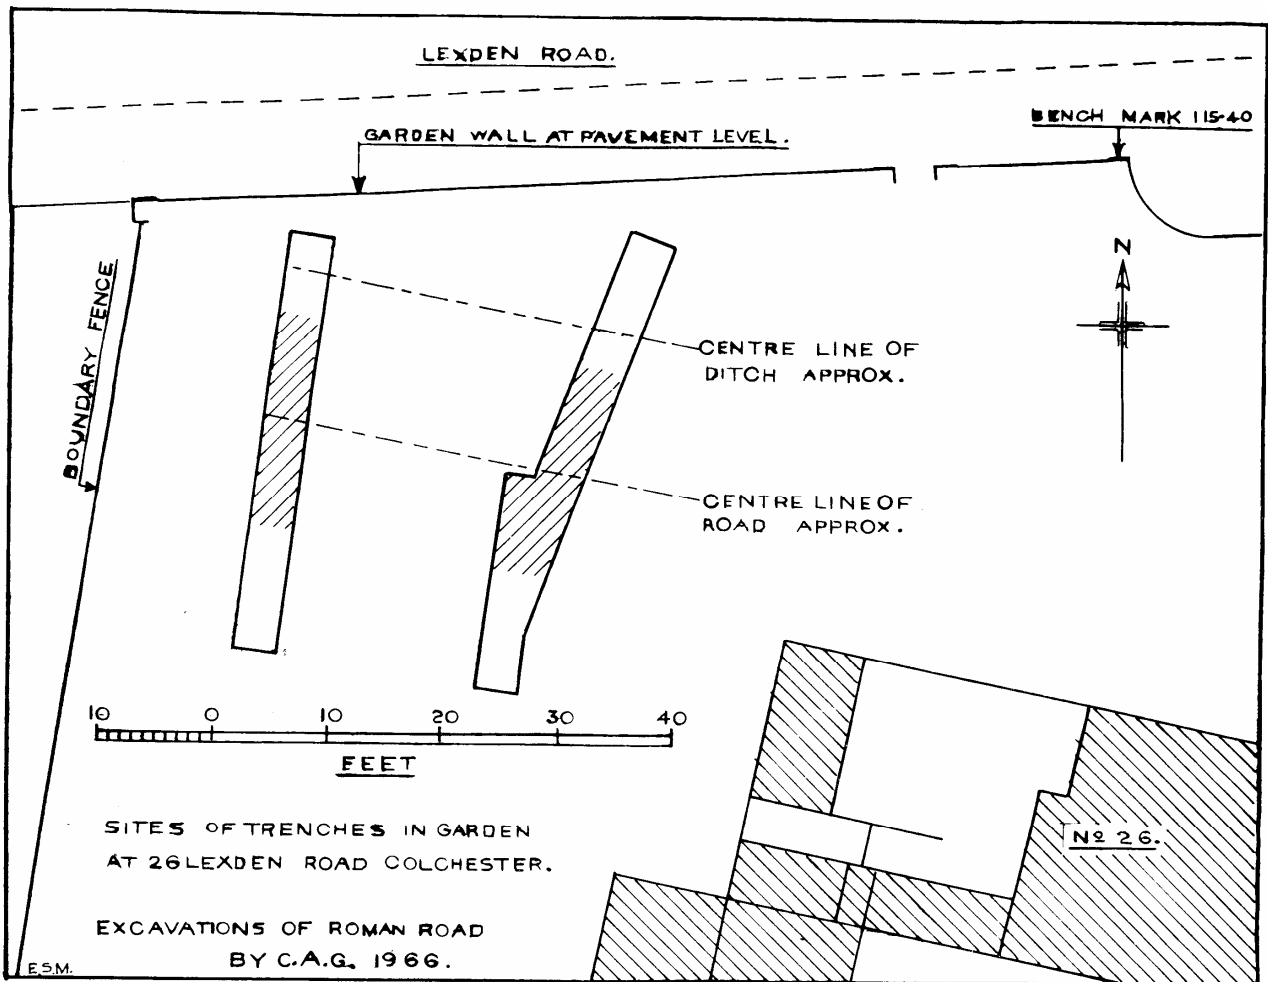 LEXDEN ROAD.
BENCH MARK 115·40
GARDEN WALL AT PAVEMENT LEVEL.
N
BOUNDARY FENCE
CENTRE LINE OF
DITCH APPROX.
CENTRE LINE OF
ROAD APPROX.
10 0 10 20 30 40
FEET
SITES OF TRENCHES IN GARDEN
AT 26 LEXDEN ROAD COLCHESTER.
Nº 26.
EXCAVATIONS OF ROMAN ROAD
BY C.A.G. 1966.
E.S.M.